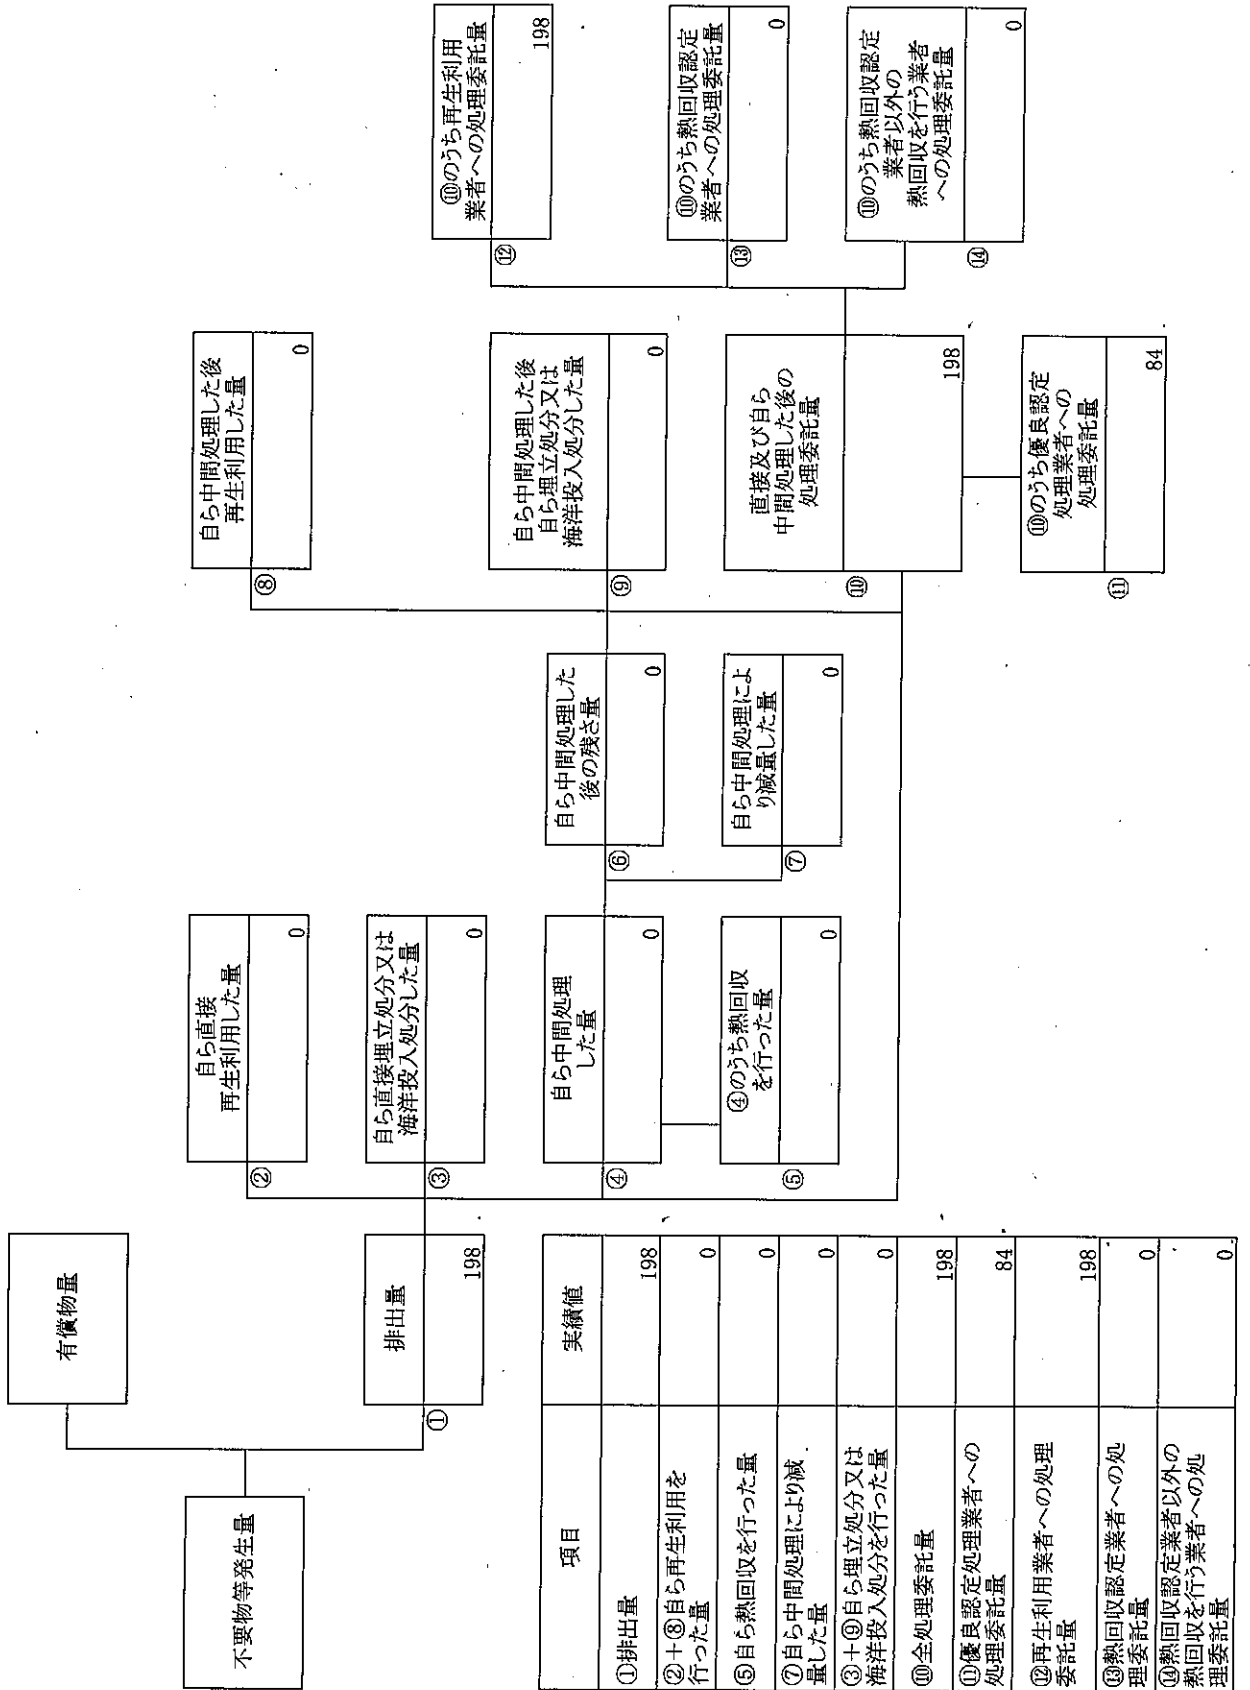 不要物等発生量
有償物量
①
排出量
198
②
自ら直接
再生利用した量
0
③
自ら直接埋立処分又は
海洋投入処分した量
0
④
自ら中間処理
した量
0
⑤
④のうち熱回収
を行った量
0
⑥
自ら中間処理した
後の残さ量
0
⑦
自ら中間処理によ
り減量した量
0
⑧
自ら中間処理した後
再生利用した量
0
⑨
自ら中間処理した後
自ら埋立処分又は
海洋投入処分した量
0
⑩
直接及び自ら
中間処理した後の
処理委託量
198
⑪
⑩のうち優良認定
処理業者への
処理委託量
84
⑫
⑩のうち再生利用
業者への処理委託量
198
⑬
⑩のうち熱回収認定
業者への処理委託量
0
⑭
⑩のうち熱回収認定
業者以外の
熱回収を行う業者
への処理委託量
0
項目
実績値
①排出量
198
②+⑧自ら再生利用を
行った量
0
⑤自ら熱回収を行った量
0
⑦自ら中間処理により減
量した量
0
③+⑨自ら埋立処分又は
海洋投入処分を行った量
0
⑩全処理委託量
198
⑪優良認定処理業者への
処理委託量
84
⑫再生利用業者への処理
委託量
198
⑬熱回収認定業者への処
理委託量
0
⑭熱回収認定業者以外の
熱回収を行う業者への処
理委託量
0